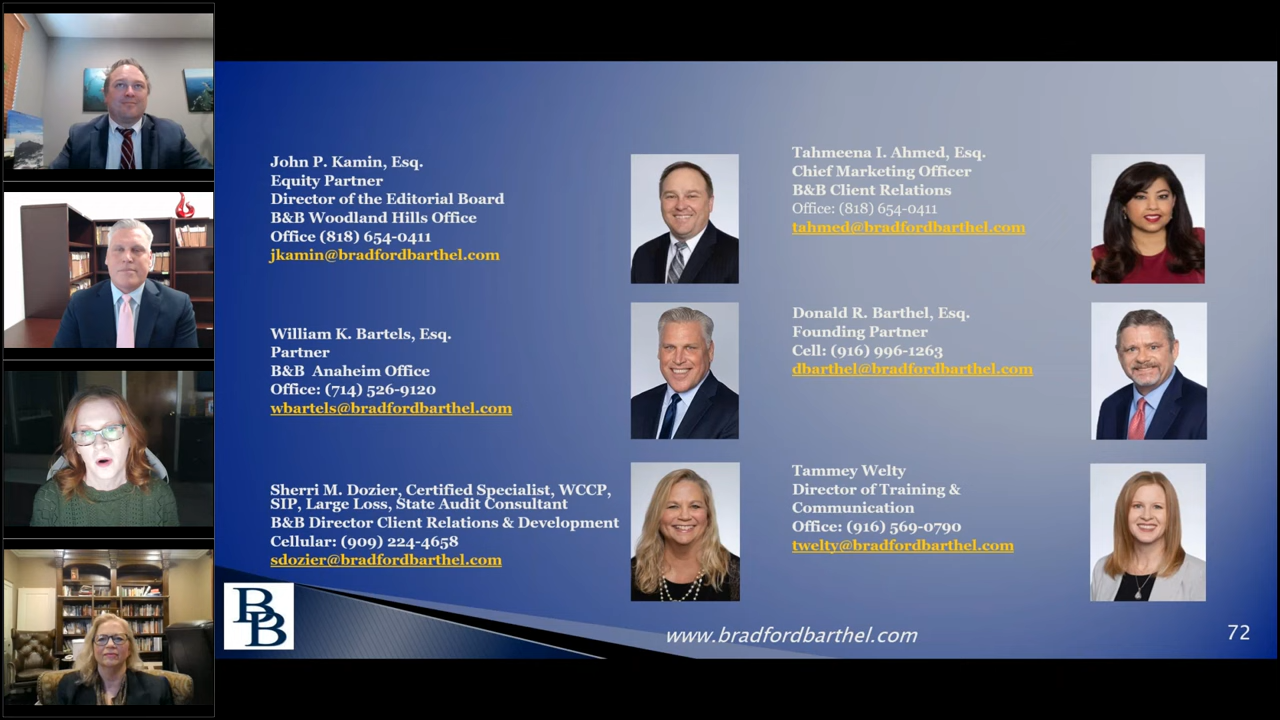 John P. Kamin, Esq.
Equity Partner
Director of the Editorial Board
B&B Woodland Hills Office
Office (818) 654-0411
jkamin@bradfordbarthel.com
William K. Bartels, Esq.
Partner
B&B Anaheim Office
Office: (714) 526-9120
wbartels@bradfordbarthel.com
Sherri M. Dozier, Certified Specialist, WCCP,
SIP, Large Loss, State Audit Consultant
B&B Director Client Relations & Development
Cellular: (909) 224-4658
sdozier@bradfordbarthel.com
Tahmeena I. Ahmed, Esq.
Chief Marketing Officer
B&B Client Relations
Office: (818) 654-0411
tahmed@bradfordbarthel.com
Donald R. Barthel, Esq.
Founding Partner
Cell: (916) 996-1263
dbarthel@bradfordbarthel.com
Tammey Welty
Director of Training &
Communication
Office: (916) 569-0790
twelty@bradfordbarthel.com
BB
www.bradfordbarthel.com
72